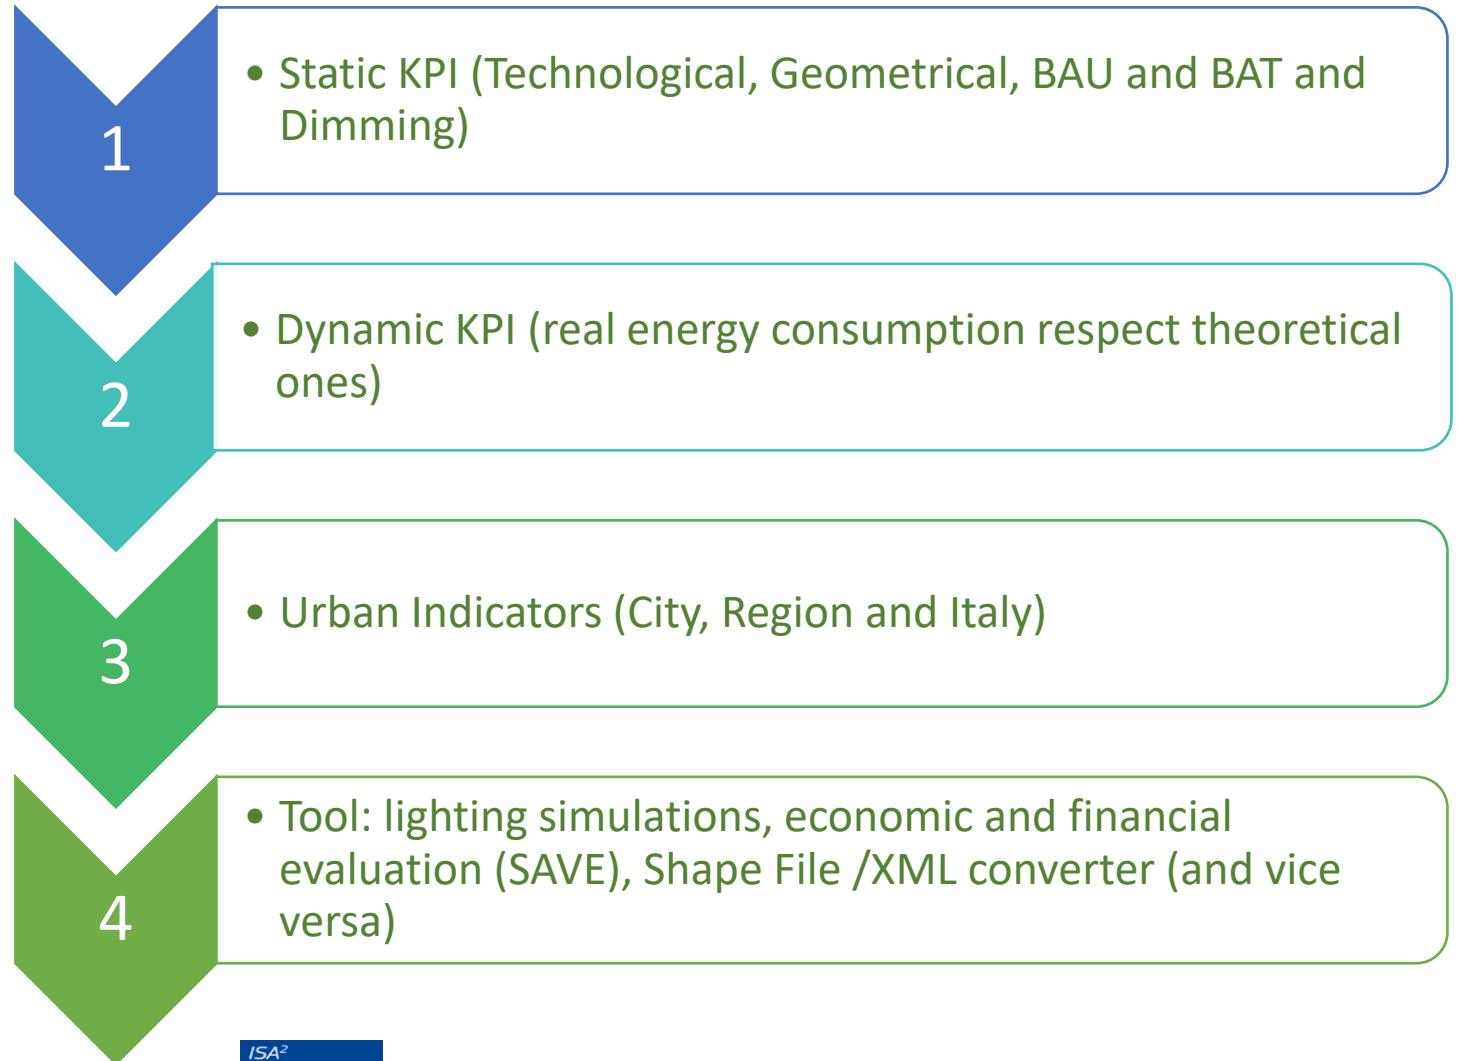 1
• Static KPI (Technological, Geometrical, BAU and BAT and
Dimming)
2
• Dynamic KPI (real energy consumption respect theoretical
ones)
3
• Urban Indicators (City, Region and Italy)
4
• Tool: lighting simulations, economic and financial
evaluation (SAVE), Shape File /XML converter (and vice
versa)
ISA²